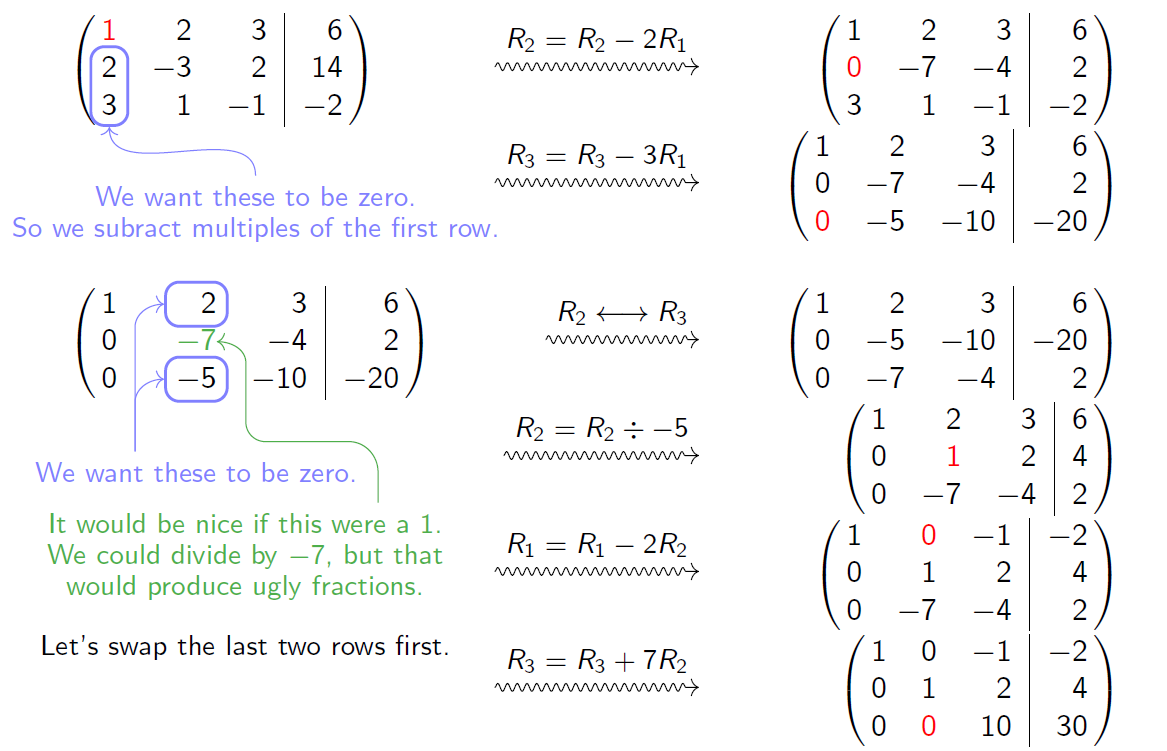 1 2 3 6
2 −3 2 14
3 1 −1 −2
R2 = R2 − 2R1
1 2 3 6
0 −7 −4 2
3 1 −1 −2
We want these to be zero.
So we subract multiples of the first row.
R3 = R3 − 3R1
1 2 3 6
0 −7 −4 2
0 −5 −10 −20
1 2 3 6
0 −7 −4 2
0 −5 −10 −20
R2 ⟷ R3
1 2 3 6
0 −5 −10 −20
0 −7 −4 2
We want these to be zero.
R2 = R2 ÷ −5
1 2 3 6
0 1 2 4
0 −7 −4 2
It would be nice if this were a 1.
We could divide by −7, but that
would produce ugly fractions.
R1 = R1 − 2R2
1 0 −1 −2
0 1 2 4
0 −7 −4 2
Let's swap the last two rows first.
R3 = R3 + 7R2
1 0 −1 −2
0 1 2 4
0 0 10 30